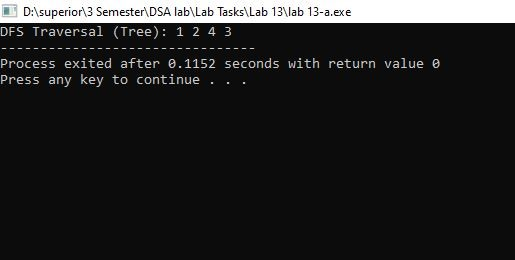 D:\superior\3 Semester\DSA lab\Lab Tasks\Lab 13\lab 13-a.exe
DFS Traversal (Tree): 1 2 4 3
--------------------------------
Process exited after 0.1152 seconds with return value 0
Press any key to continue . . .